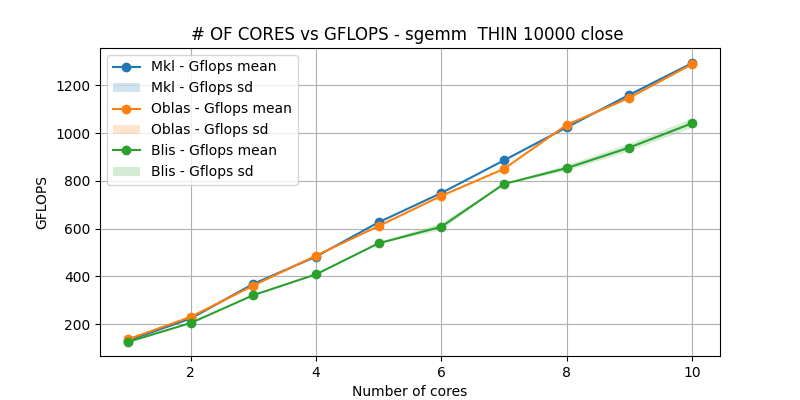 # OF CORES vs GFLOPS - sgemm  THIN 10000 close
Mkl - Gflops mean
Mkl - Gflops sd
Oblas - Gflops mean
Oblas - Gflops sd
Blis - Gflops mean
Blis - Gflops sd
GFLOPS
1200
1000
800
600
400
200
2 4 6 8 10
Number of cores